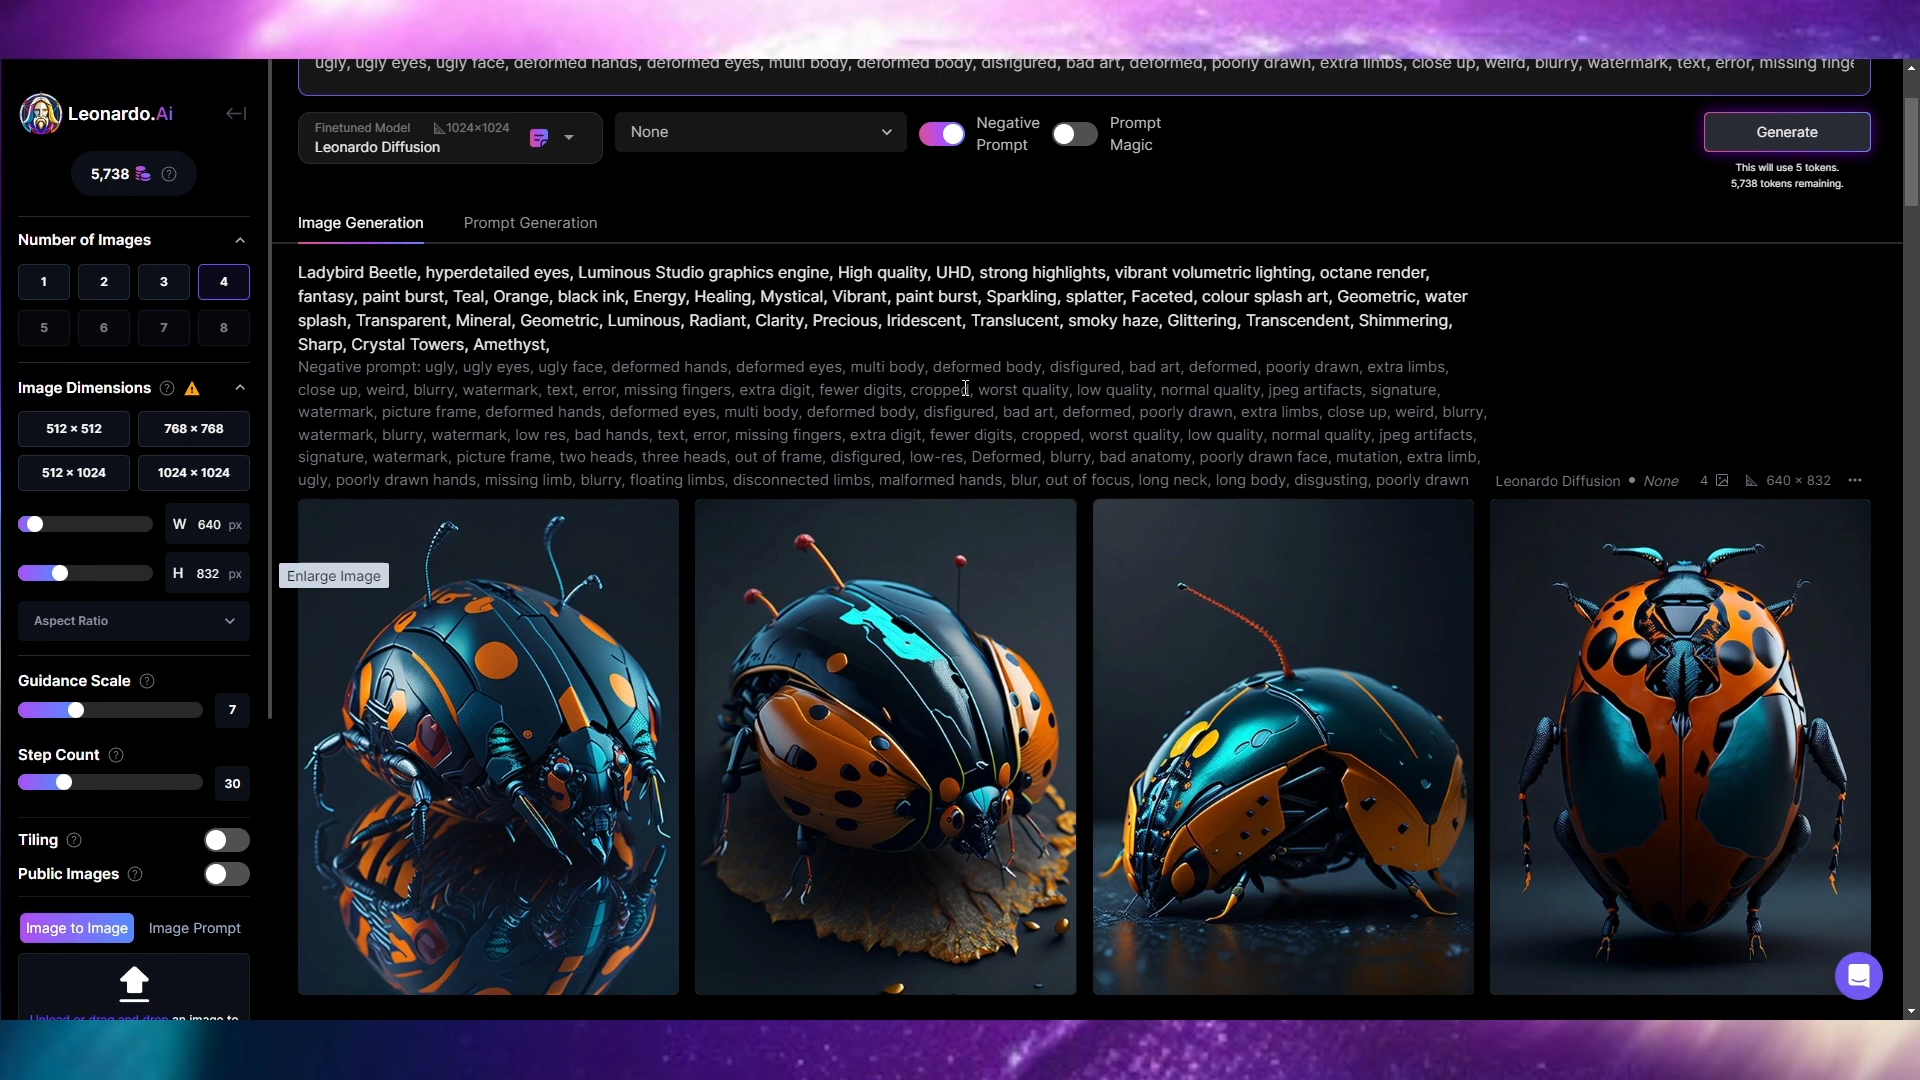 ugly, ugly eyes, ugly face, deformed hands, deformed eyes, multi body, deformed body, disfigured, bad art, deformed, poorly drawn, extra limbs, close up, weird, blurry, watermark, text, error, missing finge
Leonardo.Ai
5,738
Finetuned Model 1024×1024
Leonardo Diffusion
None
Negative Prompt
Prompt Magic
Generate
This will use 5 tokens.
5,738 tokens remaining.
Number of Images
1 2 3 4
5 6 7 8
Image Dimensions
512 × 512 768 × 768
512 × 1024 1024 × 1024
W 640 px
H 832 px
Aspect Ratio
Guidance Scale
7
Step Count
30
Tiling
Public Images
Image to Image Image Prompt
Upload or drag and drop an image to
Image Generation Prompt Generation
Ladybird Beetle, hyperdetailed eyes, Luminous Studio graphics engine, High quality, UHD, strong highlights, vibrant volumetric lighting, octane render,
fantasy, paint burst, Teal, Orange, black ink, Energy, Healing, Mystical, Vibrant, paint burst, Sparkling, splatter, Faceted, colour splash art, Geometric, water
splash, Transparent, Mineral, Geometric, Luminous, Radiant, Clarity, Precious, Iridescent, Translucent, smoky haze, Glittering, Transcendent, Shimmering,
Sharp, Crystal Towers, Amethyst,
Negative prompt: ugly, ugly eyes, ugly face, deformed hands, deformed eyes, multi body, deformed body, disfigured, bad art, deformed, poorly drawn, extra limbs,
close up, weird, blurry, watermark, text, error, missing fingers, extra digit, fewer digits, cropped, worst quality, low quality, normal quality, jpeg artifacts, signature,
watermark, picture frame, deformed hands, deformed eyes, multi body, deformed body, disfigured, bad art, deformed, poorly drawn, extra limbs, close up, weird, blurry,
watermark, blurry, watermark, low res, bad hands, text, error, missing fingers, extra digit, fewer digits, cropped, worst quality, low quality, normal quality, jpeg artifacts,
signature, watermark, picture frame, two heads, three heads, out of frame, disfigured, low-res, Deformed, blurry, bad anatomy, poorly drawn face, mutation, extra limb,
ugly, poorly drawn hands, missing limb, blurry, floating limbs, disconnected limbs, malformed hands, blur, out of focus, long neck, long body, disgusting, poorly drawn
Leonardo Diffusion • None 4 640 × 832 •••
Enlarge Image